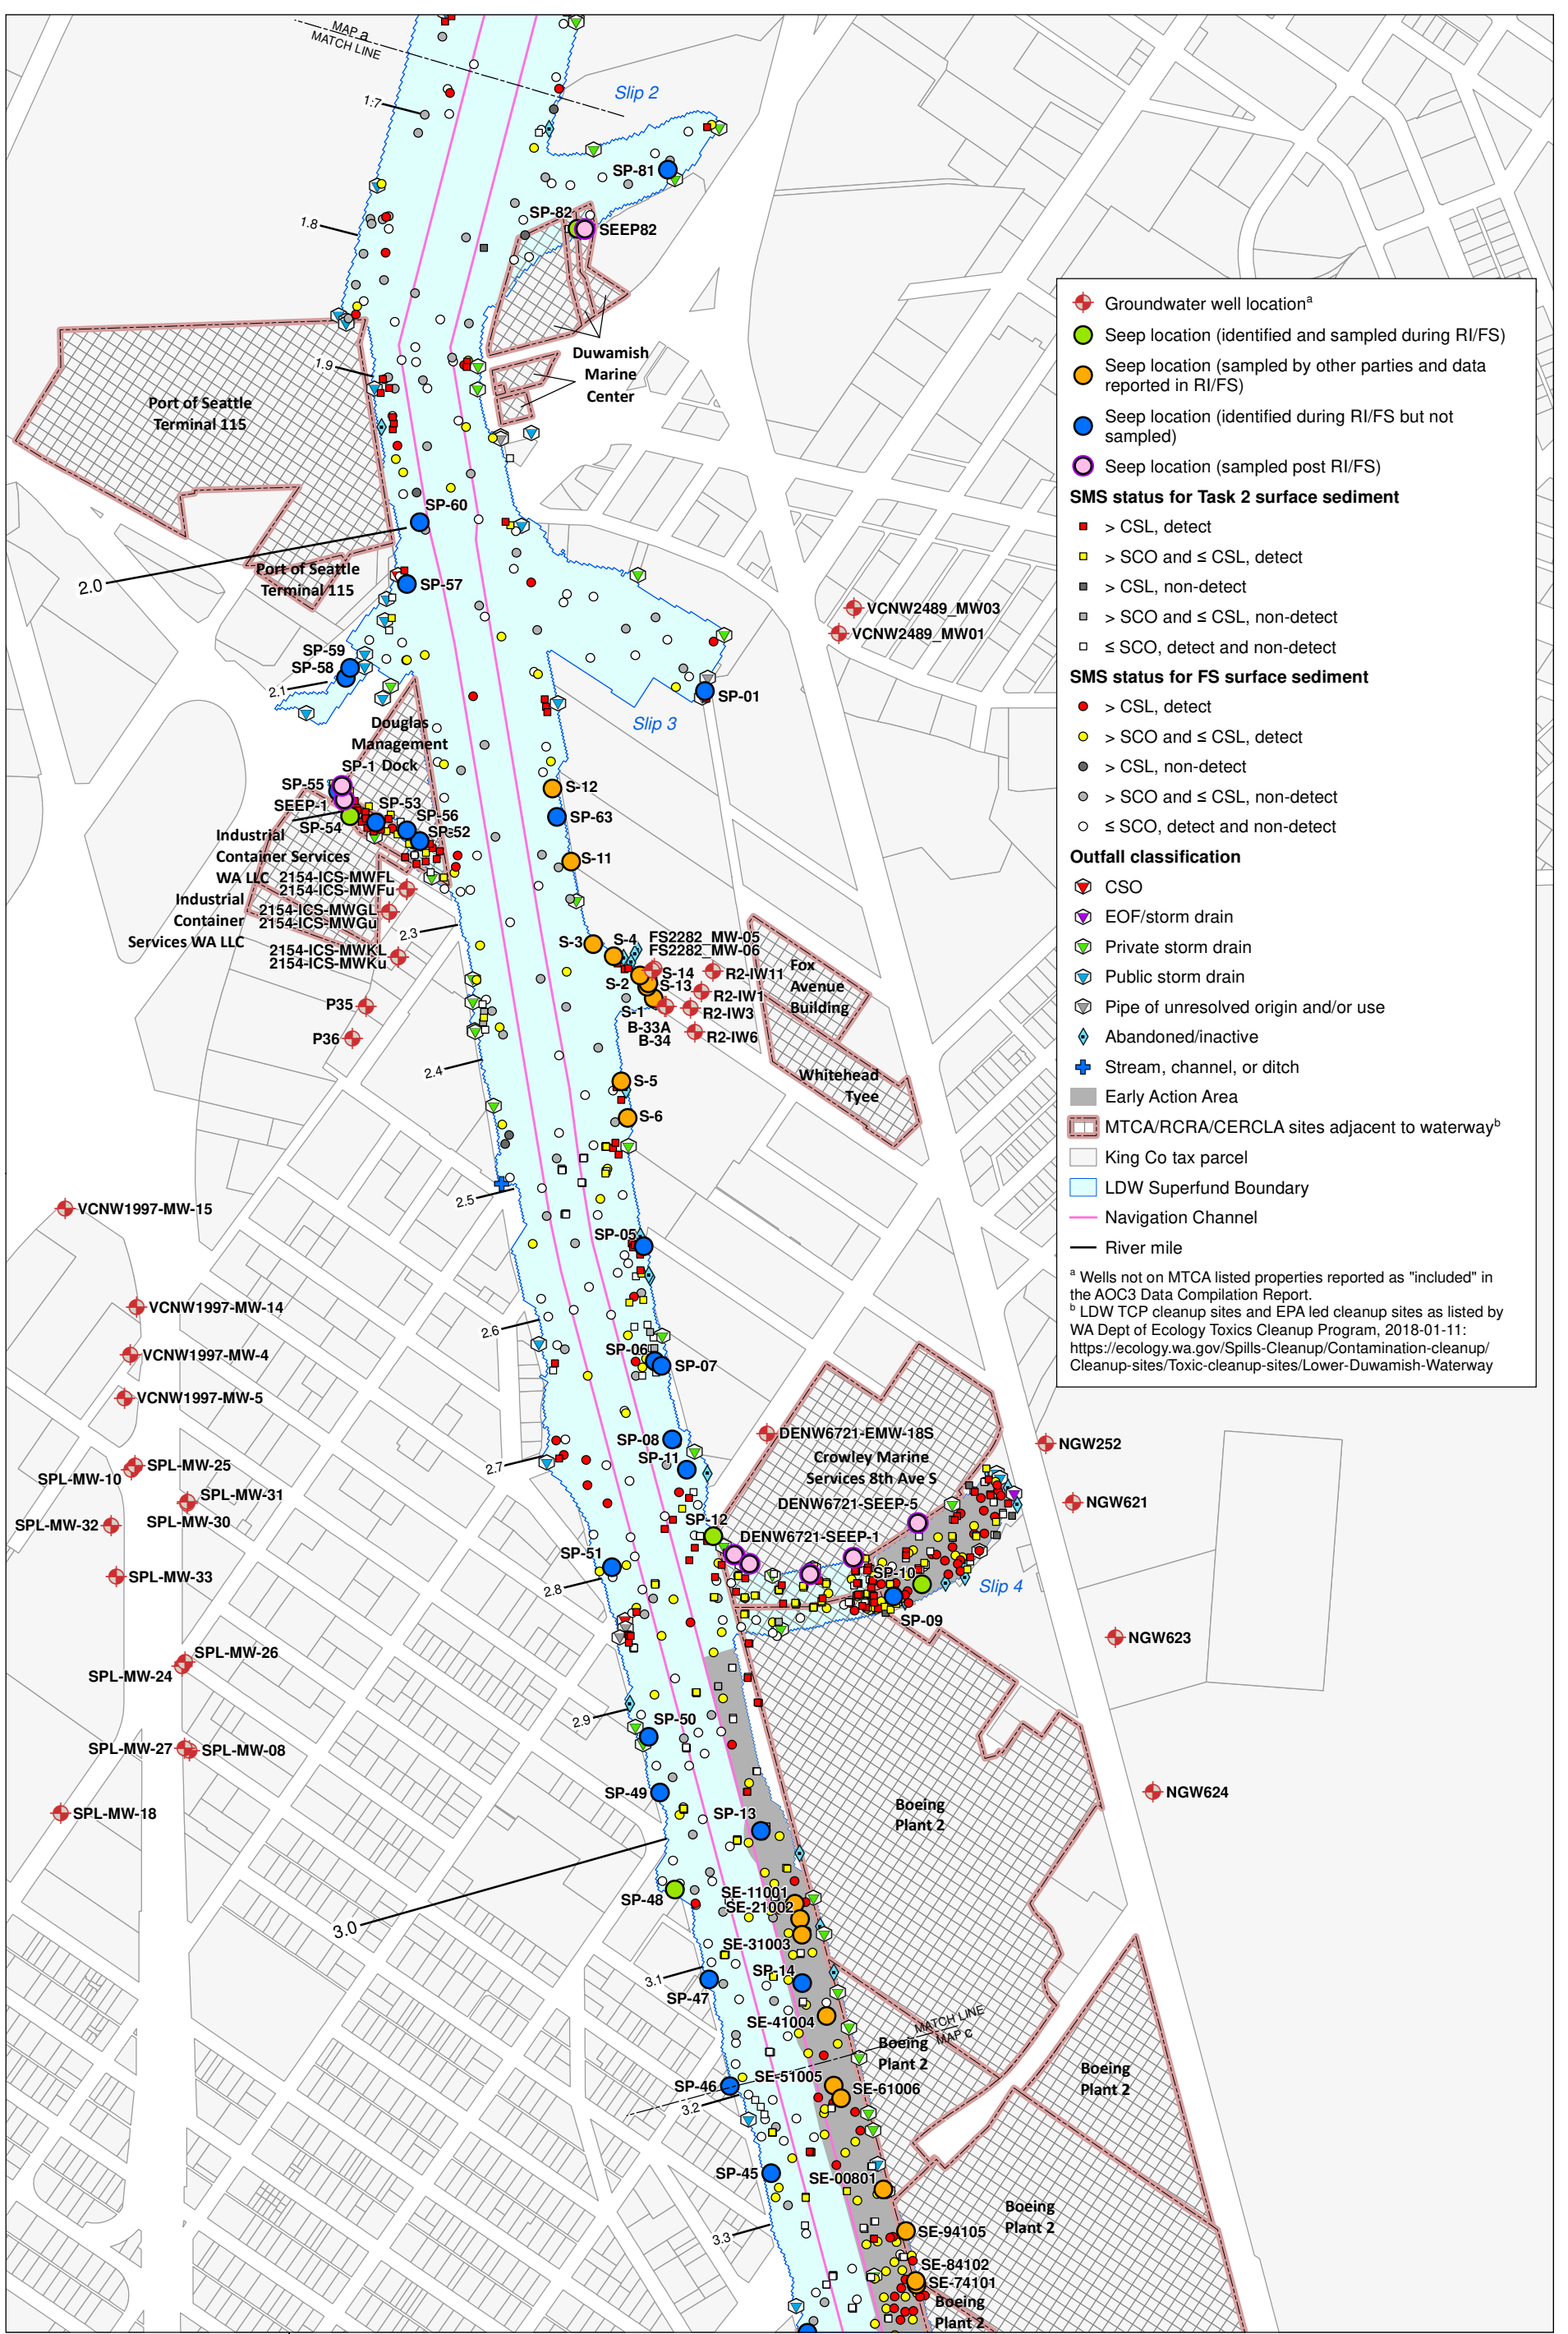 MAP a
MATCH LINE
Slip 2
1.7
SP-81
1.8
SP-82
SEEP82
Duwamish
Marine
Center
1.9
Port of Seattle
Terminal 115
SP-60
2.0
Port of Seattle
Terminal 115
SP-57
VCNW2489_MW03
VCNW2489_MW01
SP-59
SP-58
2.1
SP-01
Slip 3
Douglas
Management
Dock
SP-1
SP-55
SEEP-1
SP-53
SP-56
SP-54
SP-52
S-12
SP-63
S-11
Industrial
Container Services
WA LLC
2154-ICS-MWFL
2154-ICS-MWFu
Industrial
Container
Services WA LLC
2154-ICS-MWGL
2154-ICS-MWGu
2154-ICS-MWKL
2154-ICS-MWKu
2.3
S-3
S-4
FS2282_MW-05
FS2282_MW-06
S-14
R2-IW11
S-2
S-13
R2-IW1
S-1
R2-IW3
B-33A
B-34
R2-IW6
Fox
Avenue
Building
Whitehead
Tyee
P35
P36
2.4
S-5
S-6
2.5
SP-05
VCNW1997-MW-15
VCNW1997-MW-14
2.6
VCNW1997-MW-4
SP-06
SP-07
VCNW1997-MW-5
SP-08
SP-11
2.7
DENW6721-EMW-18S
Crowley Marine
Services 8th Ave S
DENW6721-SEEP-5
SP-12
DENW6721-SEEP-1
NGW252
NGW621
SPL-MW-25
SPL-MW-10
SPL-MW-31
SPL-MW-30
SPL-MW-32
SPL-MW-33
SP-51
2.8
SP-10
SP-09
Slip 4
NGW623
SPL-MW-26
SPL-MW-24
2.9
SP-50
SPL-MW-27
SPL-MW-08
SP-49
NGW624
SPL-MW-18
SP-13
Boeing
Plant 2
3.0
SP-48
SE-11001
SE-21002
SE-31003
3.1
SP-14
SP-47
SE-41004
MATCH LINE
MAP c
Boeing
Plant 2
Boeing
Plant 2
SP-46
SE-51005
SE-61006
3.2
SP-45
SE-00801
Boeing
Plant 2
3.3
SE-94105
SE-84102
SE-74101
Boeing
Plant 2
Groundwater well locationᵃ
Seep location (identified and sampled during RI/FS)
Seep location (sampled by other parties and data
reported in RI/FS)
Seep location (identified during RI/FS but not
sampled)
Seep location (sampled post RI/FS)
SMS status for Task 2 surface sediment
> CSL, detect
> SCO and ≤ CSL, detect
> CSL, non-detect
> SCO and ≤ CSL, non-detect
≤ SCO, detect and non-detect
SMS status for FS surface sediment
> CSL, detect
> SCO and ≤ CSL, detect
> CSL, non-detect
> SCO and ≤ CSL, non-detect
≤ SCO, detect and non-detect
Outfall classification
CSO
EOF/storm drain
Private storm drain
Public storm drain
Pipe of unresolved origin and/or use
Abandoned/inactive
Stream, channel, or ditch
Early Action Area
MTCA/RCRA/CERCLA sites adjacent to waterwayᵇ
King Co tax parcel
LDW Superfund Boundary
Navigation Channel
River mile
ᵃ Wells not on MTCA listed properties reported as "included" in
the AOC3 Data Compilation Report.
ᵇ LDW TCP cleanup sites and EPA led cleanup sites as listed by
WA Dept of Ecology Toxics Cleanup Program, 2018-01-11:
https://ecology.wa.gov/Spills-Cleanup/Contamination-cleanup/
Cleanup-sites/Toxic-cleanup-sites/Lower-Duwamish-Waterway